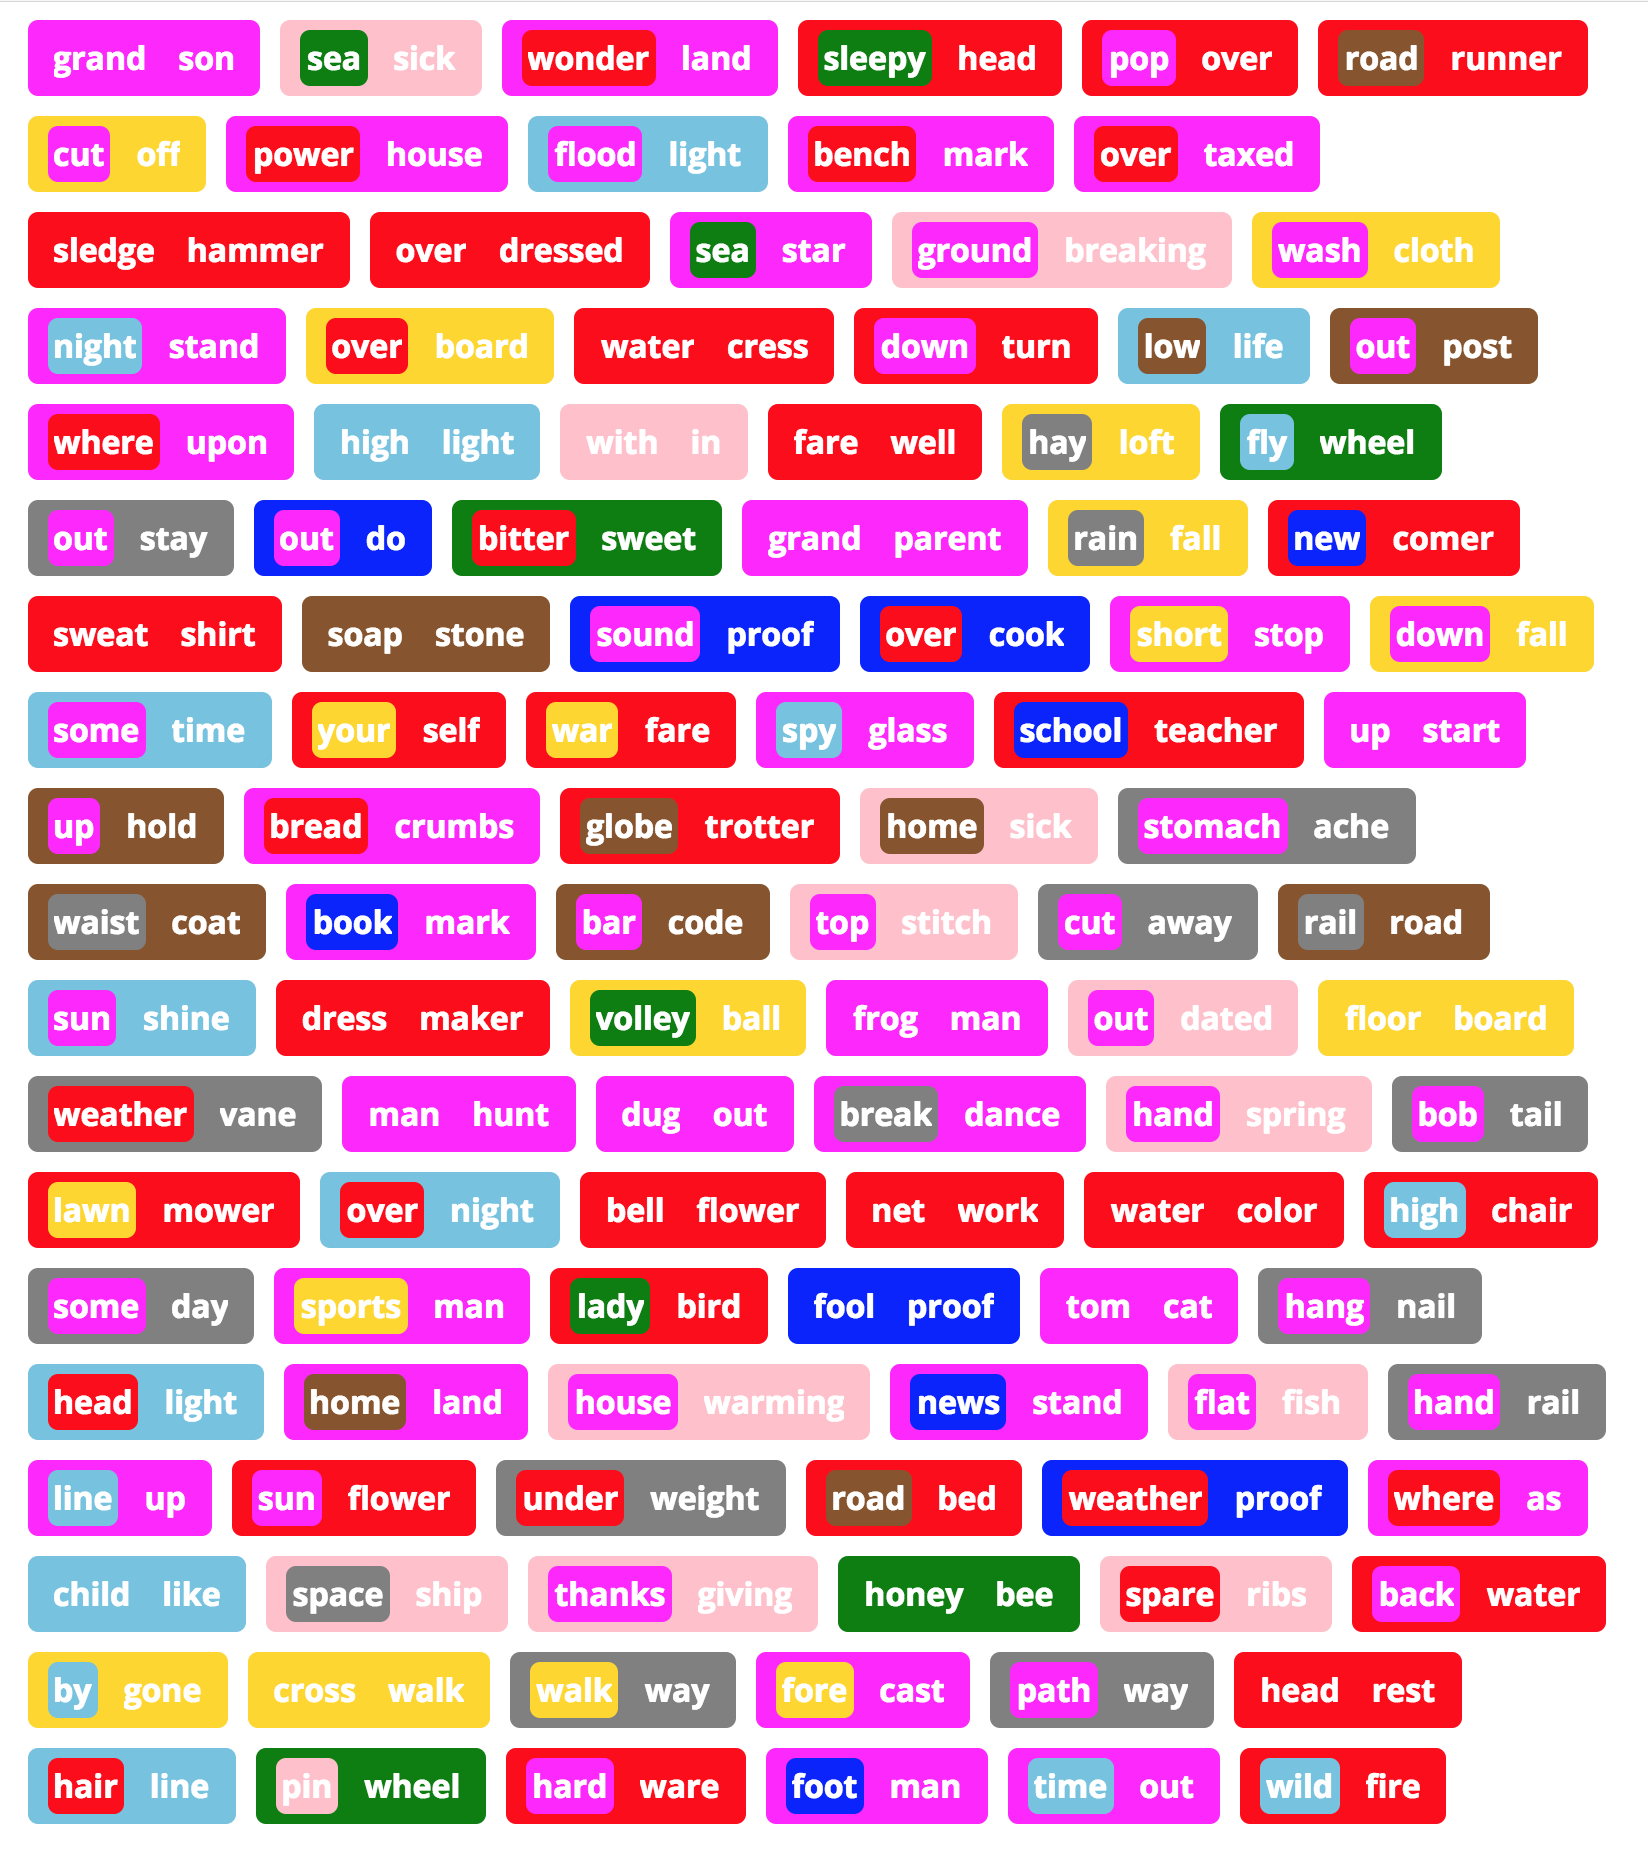 grand son sea sick wonder land sleepy head pop over road runner
cut off power house flood light bench mark over taxed
sledge hammer over dressed sea star ground breaking wash cloth
night stand over board water cress down turn low life out post
where upon high light with in fare well hay loft fly wheel
out stay out do bitter sweet grand parent rain fall new comer
sweat shirt soap stone sound proof over cook short stop down fall
some time your self war fare spy glass school teacher up start
up hold bread crumbs globe trotter home sick stomach ache
waist coat book mark bar code top stitch cut away rail road
sun shine dress maker volley ball frog man out dated floor board
weather vane man hunt dug out break dance hand spring bob tail
lawn mower over night bell flower net work water color high chair
some day sports man lady bird fool proof tom cat hang nail
head light home land house warming news stand flat fish hand rail
line up sun flower under weight road bed weather proof where as
child like space ship thanks giving honey bee spare ribs back water
by gone cross walk walk way fore cast path way head rest
hair line pin wheel hard ware foot man time out wild fire